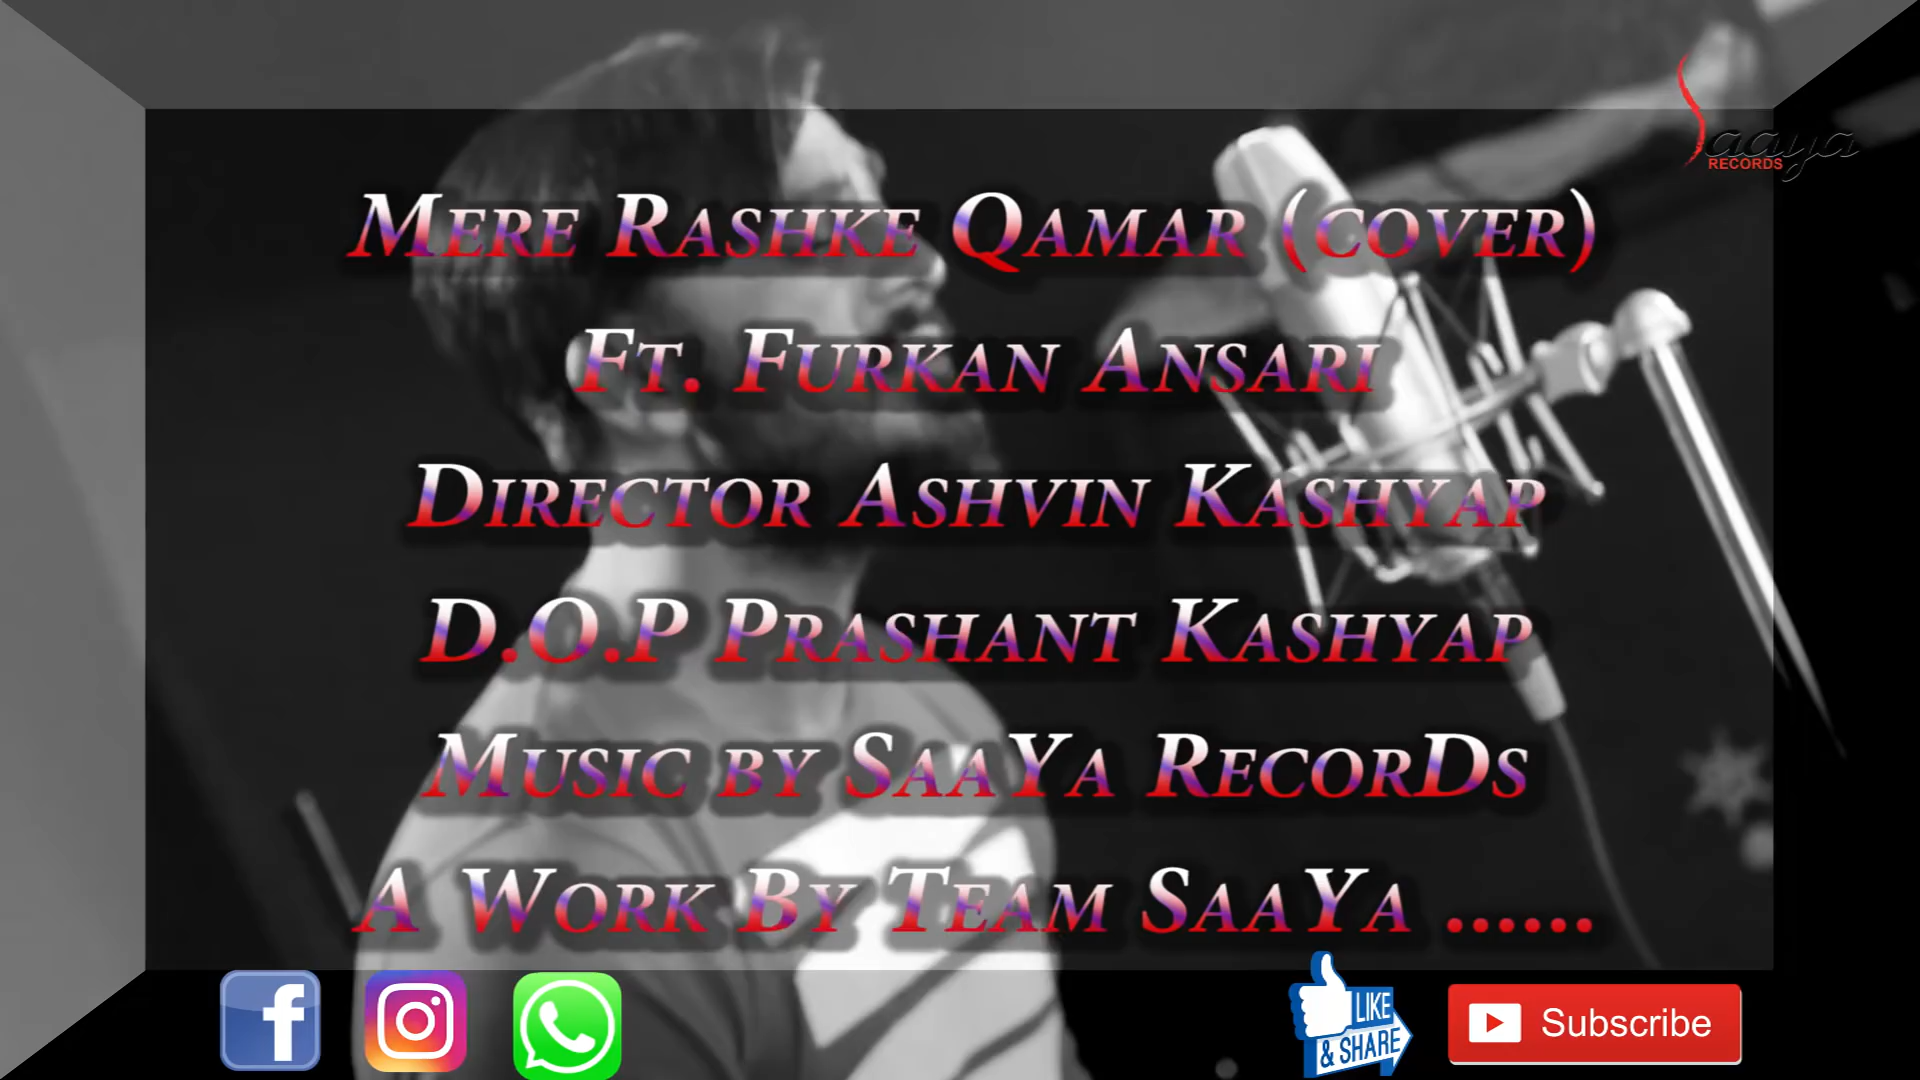 Saaya
RECORDS
MERE RASHKE QAMAR (COVER)
FT. FURKAN ANSARI
DIRECTOR ASHVIN KASHYAP
D.O.P PRASHANT KASHYAP
MUSIC BY SAAYA RECORDS
A WORK BY TEAM SAAYA ......
LIKE
& SHARE
Subscribe